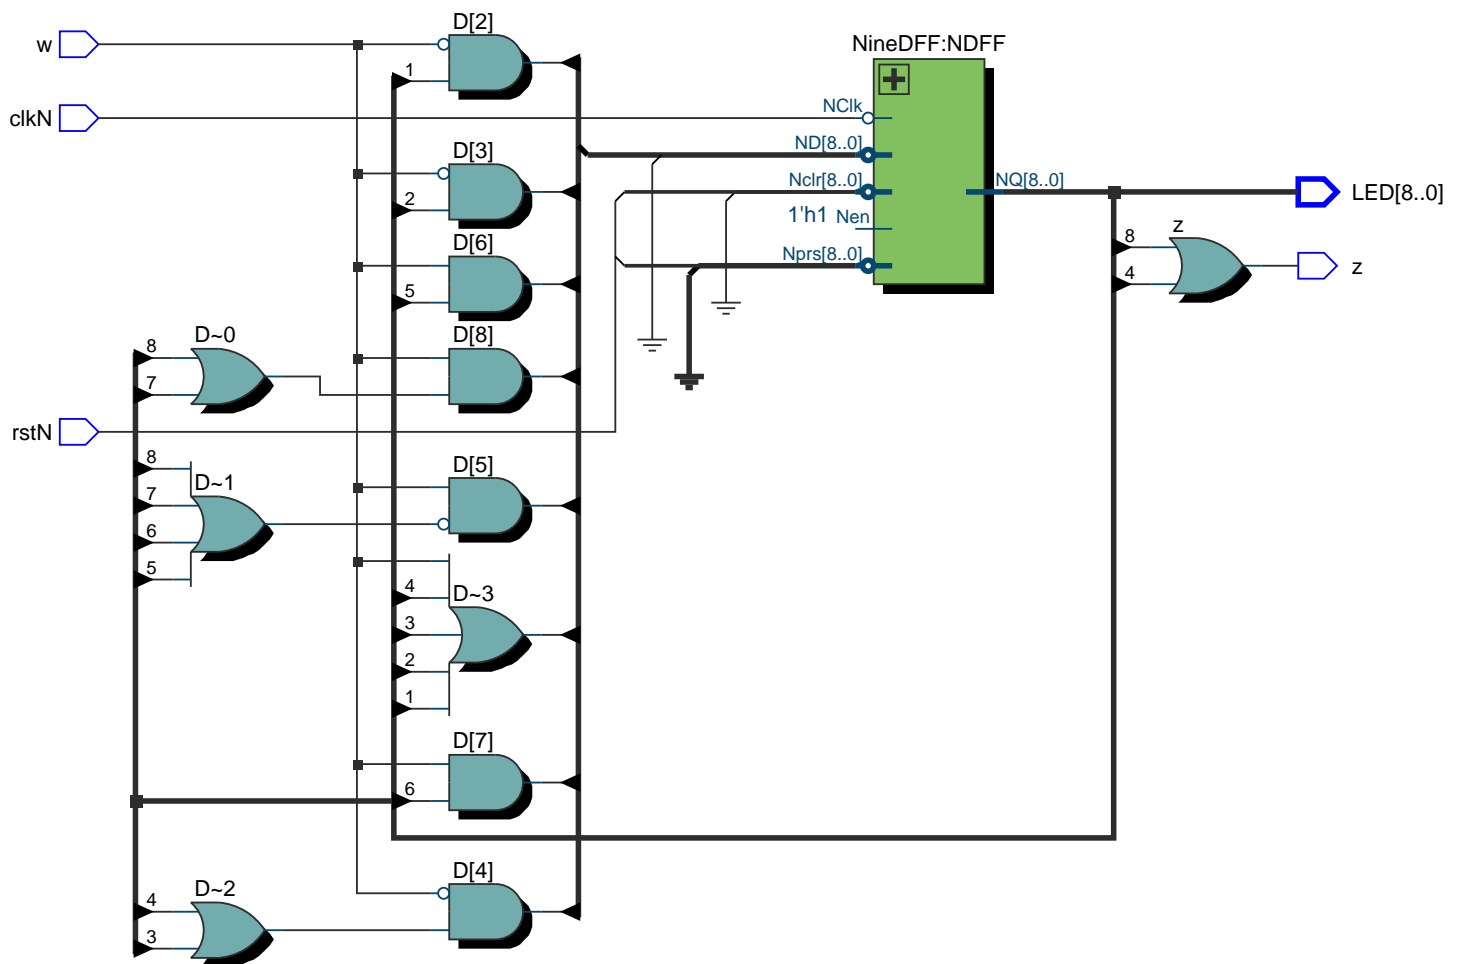 D[2]
w
NineDFF:NDFF
1
NClk
clkN
ND[8..0]
D[3]
Nclr[8..0]
NQ[8..0]
LED[8..0]
2
1'h1 Nen
z
8
D[6]
Nprs[8..0]
z
4
5
D~0
D[8]
8
7
rstN
8
D[5]
D~1
7
6
5
4
D~3
3
2
1
D[7]
6
D[4]
D~2
4
3